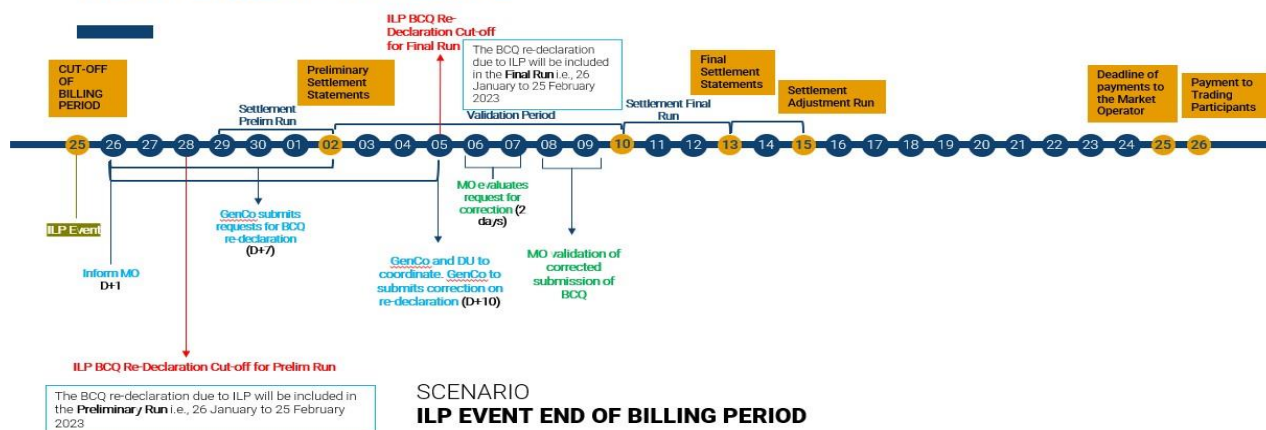 ILP BCQ Re-
Declaration Cut-off
for Final Run
The BCQ re-declaration
due to ILP will be included
in the Final Run i.e., 26
January to 25 February
2023
CUT-OFF
OF
BILLING
PERIOD
Preliminary
Settlement
Statements
Final
Settlement
Statements
Settlement
Adjustment Run
Deadline of
payments to
the Market
Operator
Payment to
Trading
Participants
Settlement
Prelim Run
Validation Period
Settlement Final
Run
25 26 27 28 29 30 01 02 03 04 05 06 07 08 09 10 11 12 13 14 15 16 17 18 19 20 21 22 23 24 25 26
ILP Event
Inform MO
D+1
GenCo submits
requests for BCQ
re-declaration
(D+7)
GenCo and DU to
coordinate. GenCo to
submits correction on
re-declaration (D+10)
MO evaluates
request for
correction (2
days)
MO validation of
corrected
submission of
BCQ
ILP BCQ Re-Declaration Cut-off for Prelim Run
The BCQ re-declaration due to ILP will be included in
the Preliminary Run i.e., 26 January to 25 February
2023
SCENARIO
ILP EVENT END OF BILLING PERIOD